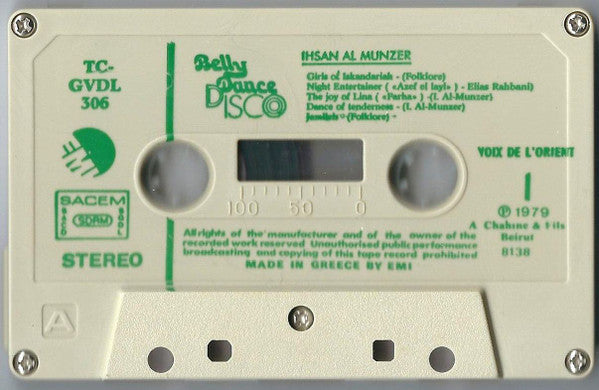 TC-
GVDL
306
Belly
Dance
DISCO
IHSAN AL MUNZER
Girls of Iskandariah - (Folklore)
Night Entertainer ( «Azef el layl» ) - Elias Rahbani)
The joy of Lina ( «Farha» ) -(I. Al-Munzer)
Dance of tenderness - (I. Al-Munzer)
Jamileh - (Folklore) -
EMI
VOIX DE L'ORIENT
1
℗ 1979
A Chahine & Fils
Beirut
8138
SACEM
SACD SDRM SGDL
STEREO
100 50 0
All rights of the manufacturer and of the owner of the
recorded work reserved Unauthorised public performance
broadcasting and copying of this tape record prohibited
MADE IN GREECE BY EMI
A